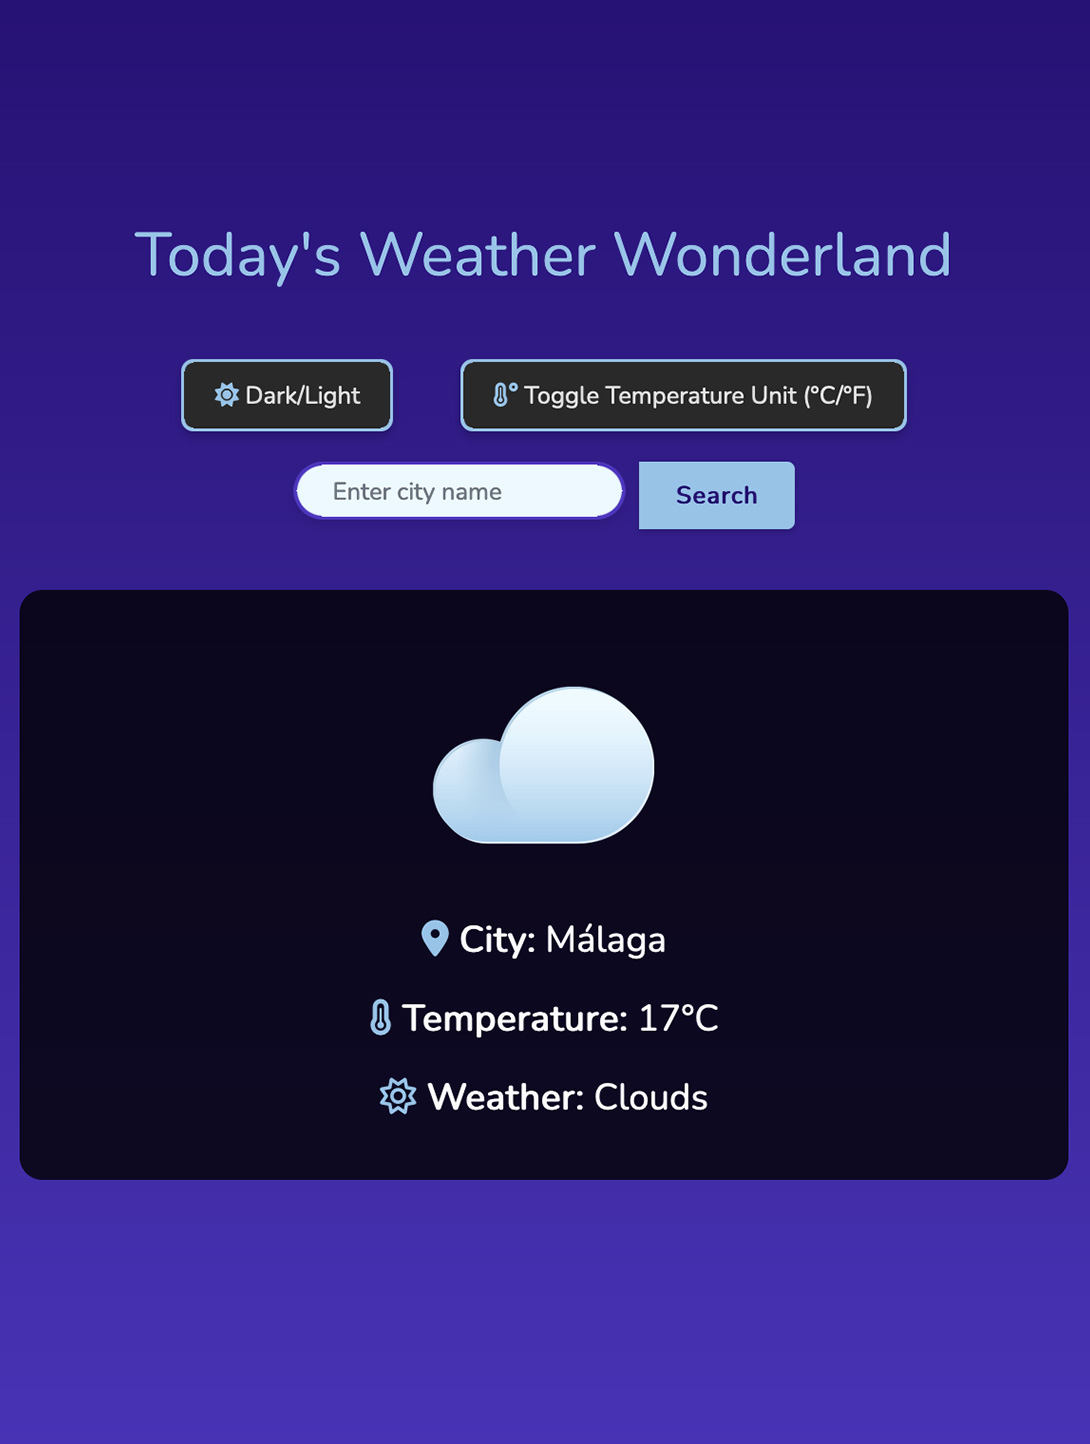 Today's Weather Wonderland
Dark/Light
Toggle Temperature Unit (°C/°F)
Enter city name
Search
City: Málaga
Temperature: 17°C
Weather: Clouds